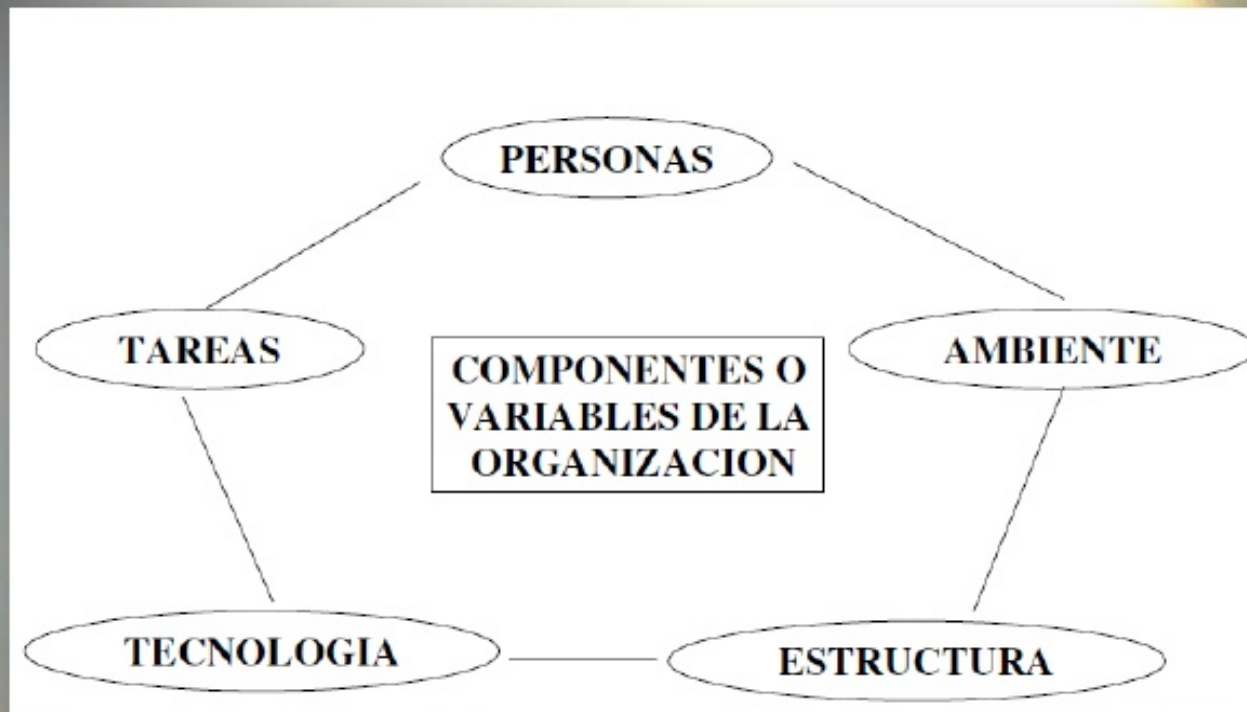 PERSONAS
TAREAS
AMBIENTE
COMPONENTES O
VARIABLES DE LA
ORGANIZACION
TECNOLOGIA
ESTRUCTURA